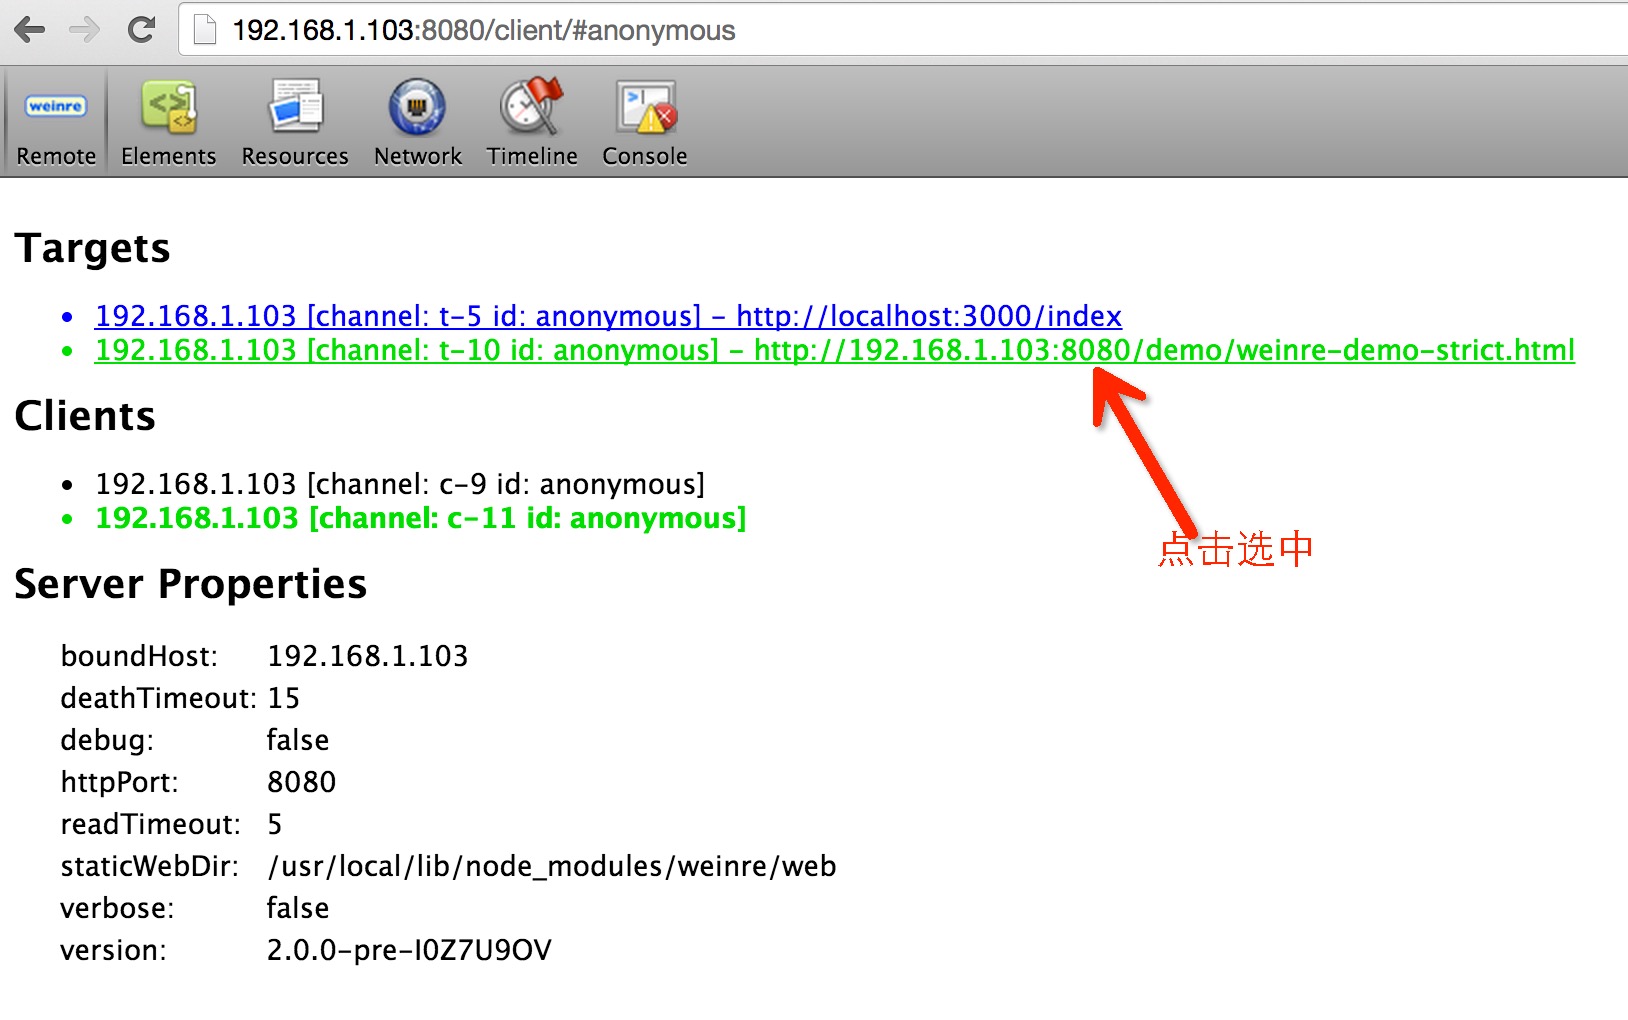 192.168.1.103:8080/client/#anonymous
weinre
Remote Elements Resources Network Timeline Console
Targets
192.168.1.103 [channel: t-5 id: anonymous] - http://localhost:3000/index
192.168.1.103 [channel: t-10 id: anonymous] - http://192.168.1.103:8080/demo/weinre-demo-strict.html
Clients
192.168.1.103 [channel: c-9 id: anonymous]
192.168.1.103 [channel: c-11 id: anonymous]
点击选中
Server Properties
boundHost: 192.168.1.103
deathTimeout: 15
debug: false
httpPort: 8080
readTimeout: 5
staticWebDir: /usr/local/lib/node_modules/weinre/web
verbose: false
version: 2.0.0-pre-I0Z7U9OV